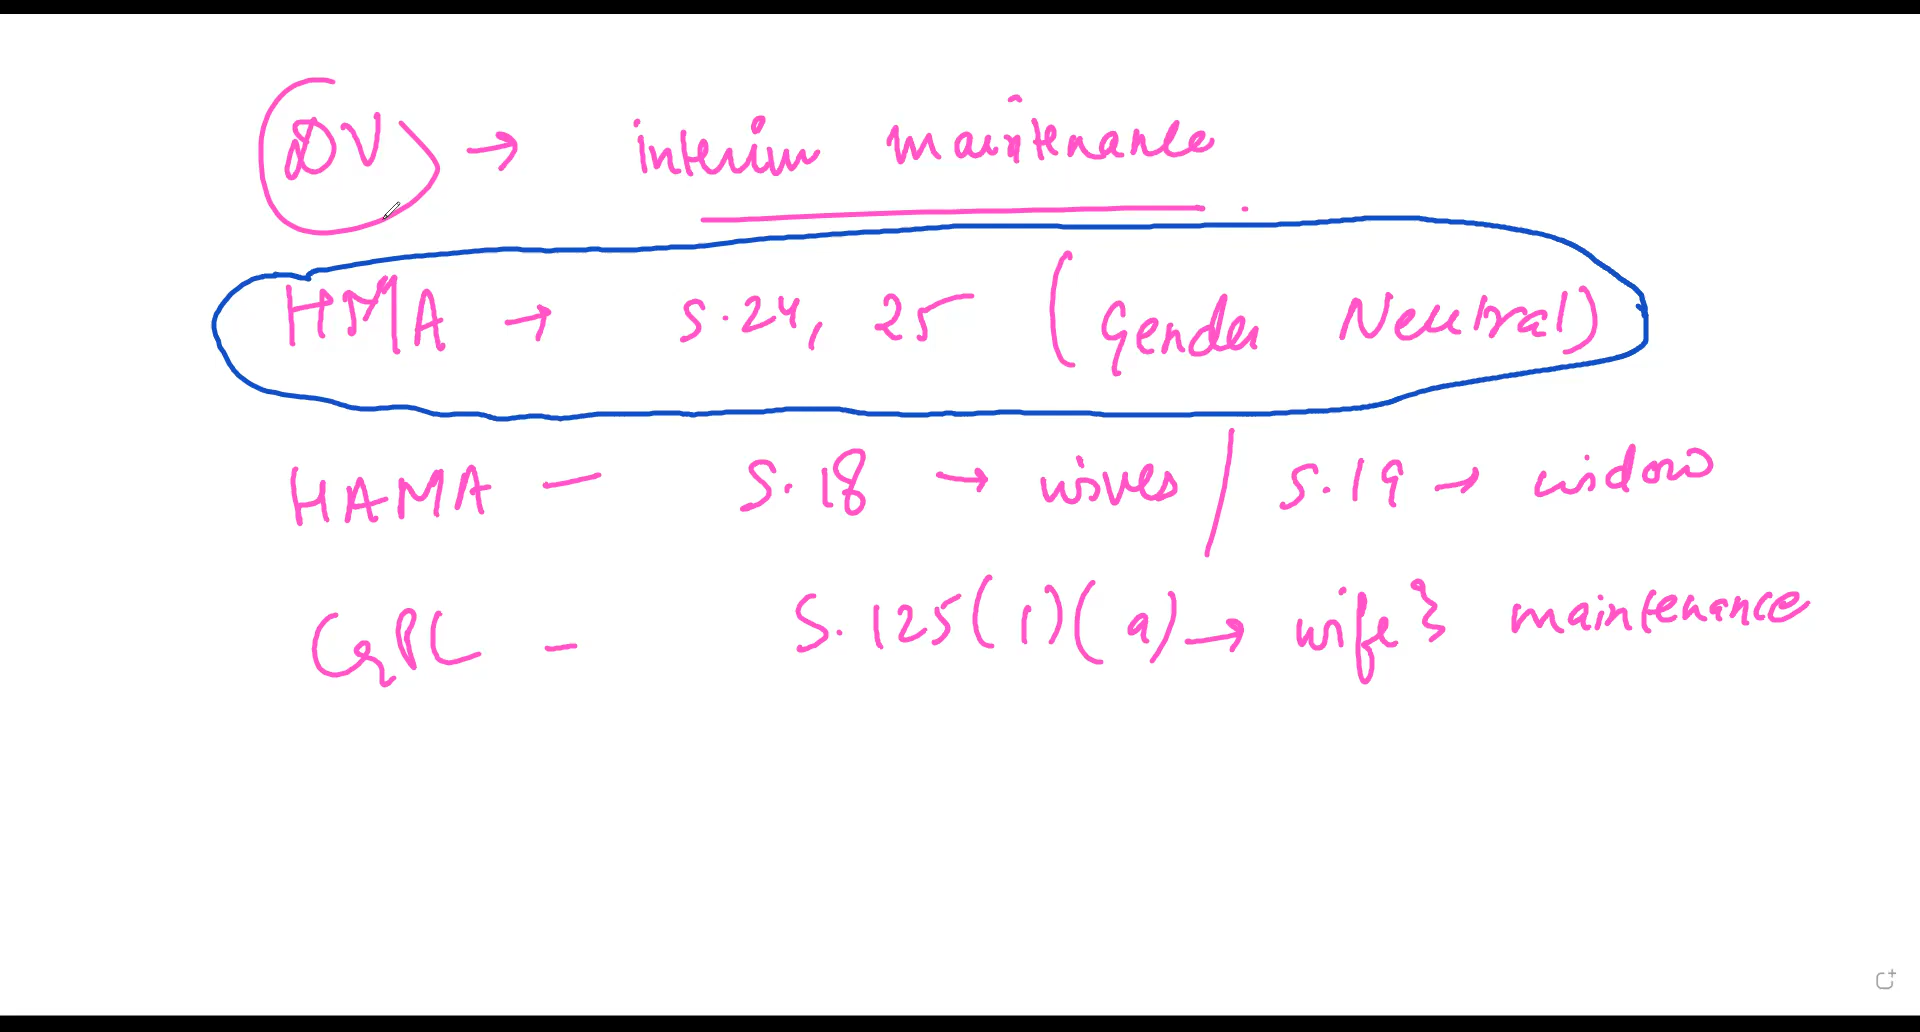 DV → interim maintenance
HMA → S.24, 25 (Gender Neutral)
HAMA — S.18 → wives / S.19 → widow
CrPC — S.125(1)(a) → wife} maintenance